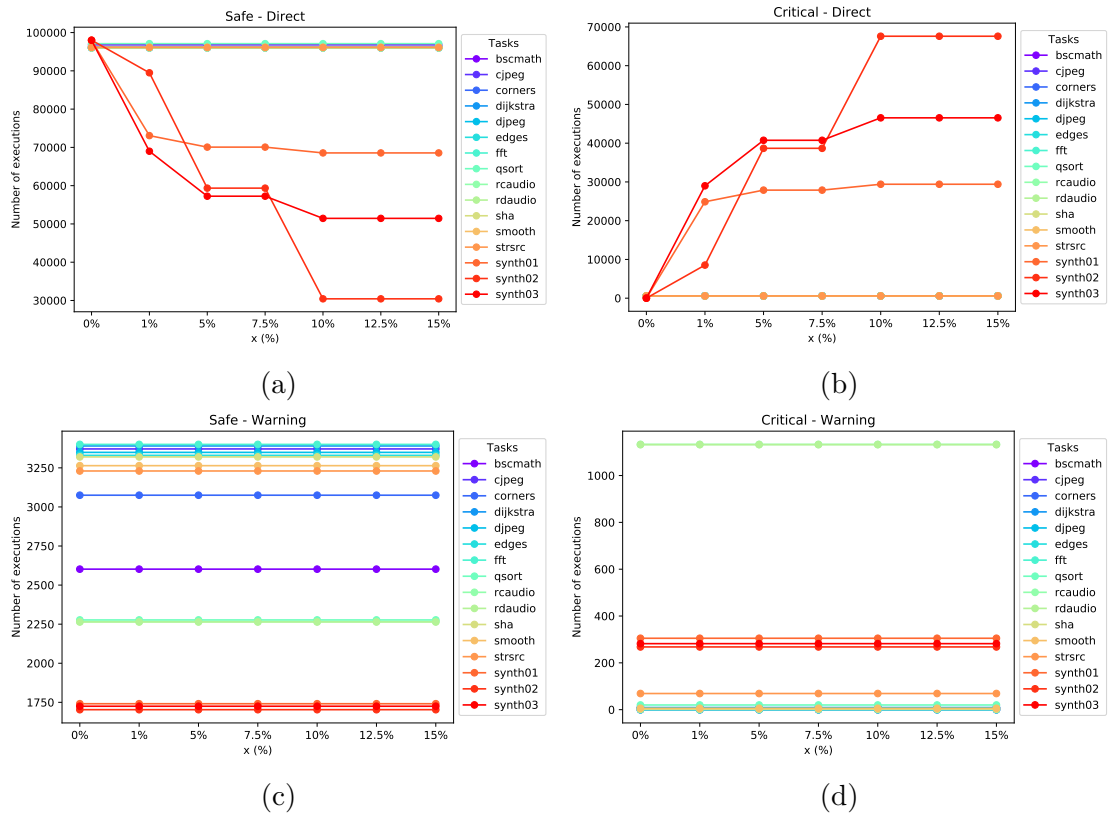 Safe - Direct
Number of executions
100000
90000
80000
70000
60000
50000
40000
30000
0% 1% 5% 7.5% 10% 12.5% 15%
x (%)
Tasks
bscmath
cjpeg
corners
dijkstra
djpeg
edges
fft
qsort
rcaudio
rdaudio
sha
smooth
strsrc
synth01
synth02
synth03
(a)
Critical - Direct
Number of executions
70000
60000
50000
40000
30000
20000
10000
0
0% 1% 5% 7.5% 10% 12.5% 15%
x (%)
Tasks
bscmath
cjpeg
corners
dijkstra
djpeg
edges
fft
qsort
rcaudio
rdaudio
sha
smooth
strsrc
synth01
synth02
synth03
(b)
Safe - Warning
Number of executions
3250
3000
2750
2500
2250
2000
1750
0% 1% 5% 7.5% 10% 12.5% 15%
x (%)
Tasks
bscmath
cjpeg
corners
dijkstra
djpeg
edges
fft
qsort
rcaudio
rdaudio
sha
smooth
strsrc
synth01
synth02
synth03
(c)
Critical - Warning
Number of executions
1000
800
600
400
200
0
0% 1% 5% 7.5% 10% 12.5% 15%
x (%)
Tasks
bscmath
cjpeg
corners
dijkstra
djpeg
edges
fft
qsort
rcaudio
rdaudio
sha
smooth
strsrc
synth01
synth02
synth03
(d)